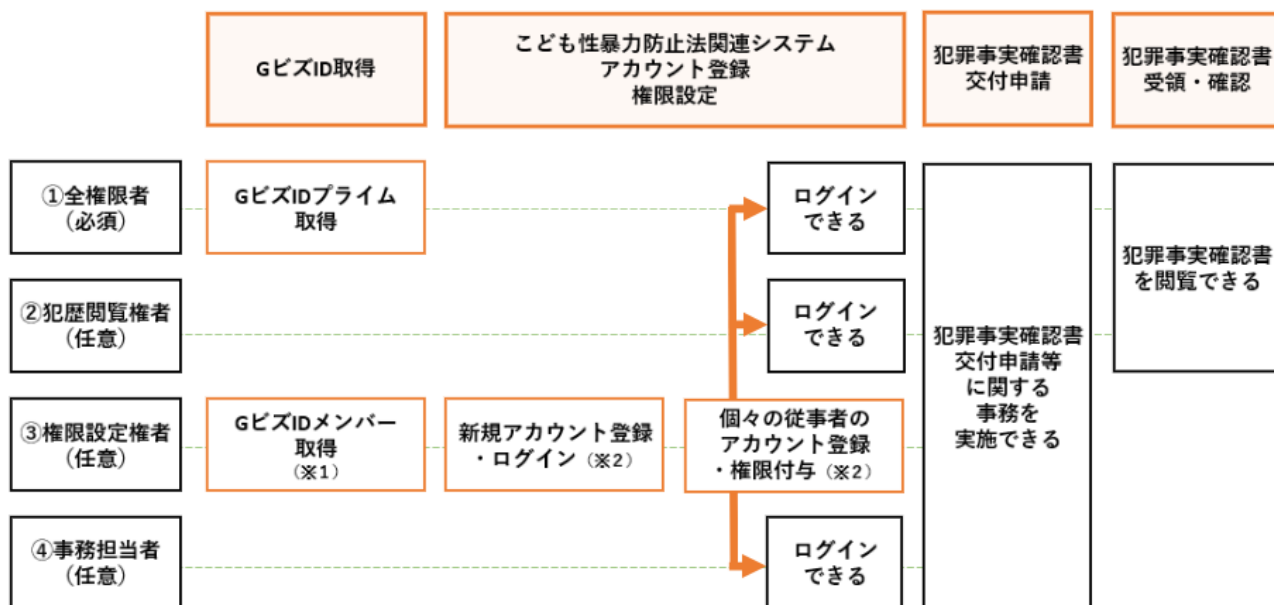 GビズID取得
こども性暴力防止法関連システム
アカウント登録
権限設定
犯罪事実確認書
交付申請
犯罪事実確認書
受領・確認
①全権限者
(必須)
GビズIDプライム
取得
ログイン
できる
②犯歴閲覧権者
(任意)
ログイン
できる
③権限設定権者
(任意)
GビズIDメンバー
取得
(※1)
新規アカウント登録
・ログイン (※2)
個々の従事者の
アカウント登録
・権限付与 (※2)
④事務担当者
(任意)
ログイン
できる
犯罪事実確認書
交付申請等
に関する
事務を
実施できる
犯罪事実確認書
を閲覧できる